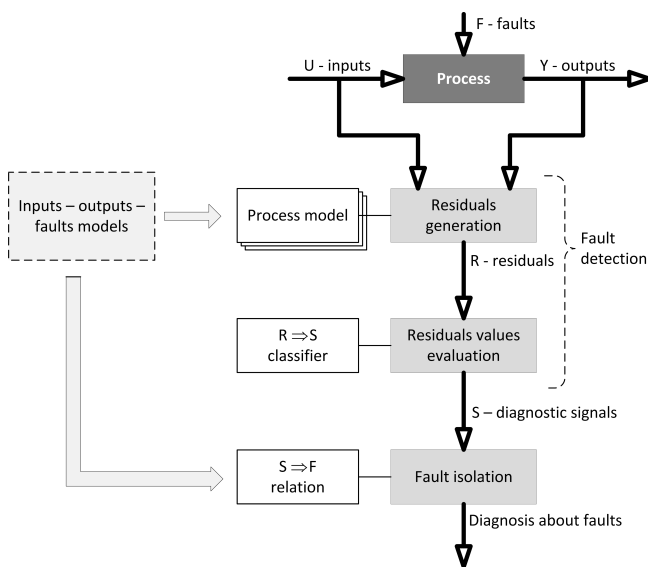 F - faults
U - inputs
Process
Y - outputs
Inputs – outputs –
faults models
Process model
Residuals
generation
Fault
detection
R - residuals
R ⇒ S
classifier
Residuals values
evaluation
S – diagnostic signals
S ⇒ F
relation
Fault isolation
Diagnosis about faults